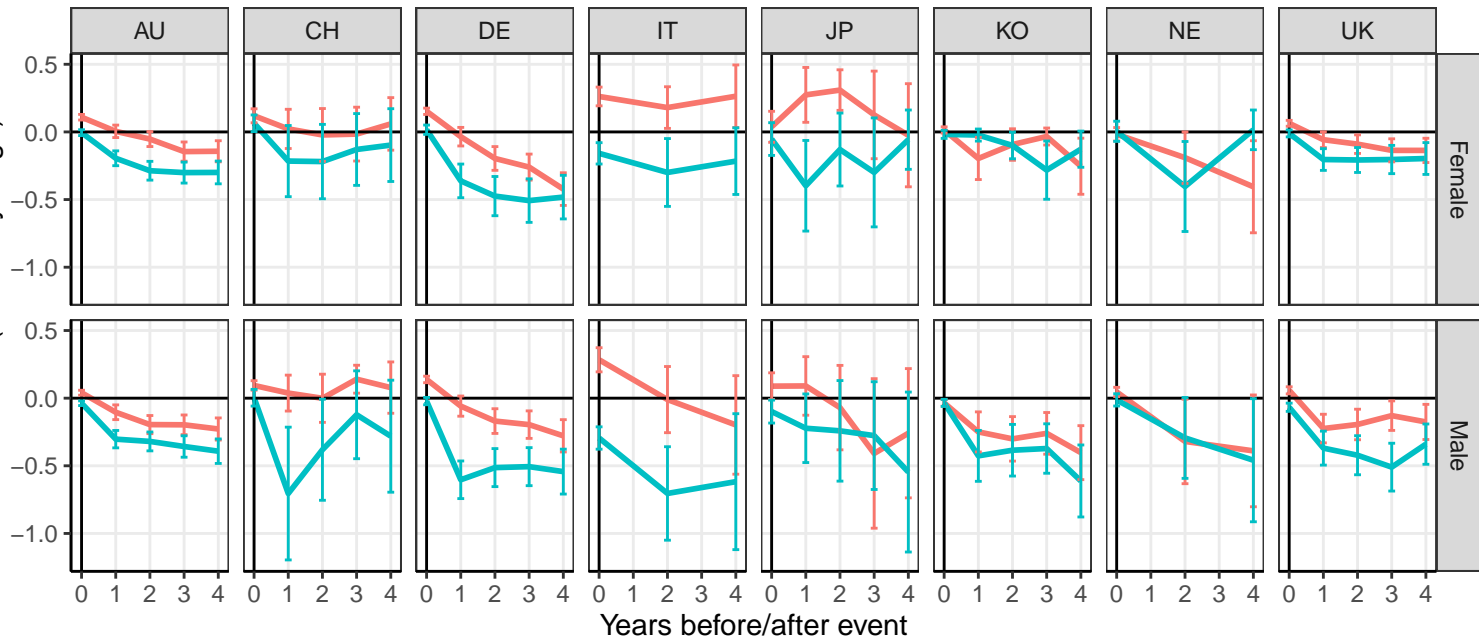 AU CH DE IT JP KO NE UK
0.5
0.0
−0.5
−1.0
Female
0.5
0.0
−0.5
−1.0
Male
0 1 2 3 4 0 1 2 3 4 0 1 2 3 4 0 1 2 3 4 0 1 2 3 4 0 1 2 3 4 0 1 2 3 4 0 1 2 3 4
Years before/after event